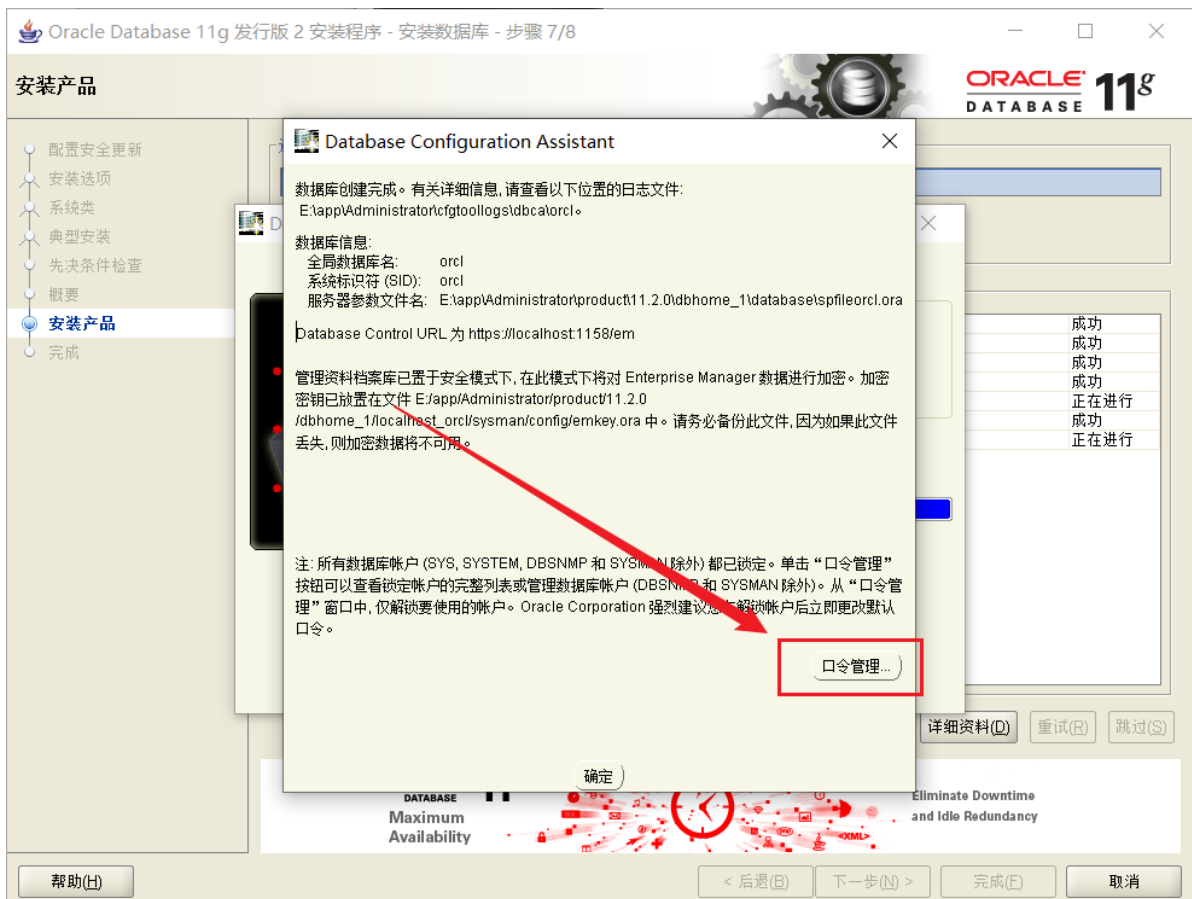 Oracle Database 11g 发行版 2 安装程序 - 安装数据库 - 步骤 7/8
安装产品
ORACLE 11g
DATABASE
配置安全更新
安装选项
系统类
典型安装
先决条件检查
概要
安装产品
完成
Database Configuration Assistant
数据库创建完成。有关详细信息,请查看以下位置的日志文件:
E:\app\Administrator\cfgtoollogs\dbca\orcl。
数据库信息:
全局数据库名: orcl
系统标识符 (SID): orcl
服务器参数文件名: E:\app\Administrator\product\11.2.0\dbhome_1\database\spfileorcl.ora
Database Control URL 为 https://localhost:1158/em
管理资料档案库已置于安全模式下,在此模式下将对 Enterprise Manager 数据进行加密。加密
密钥已放置在文件 E:/app/Administrator/product/11.2.0
/dbhome_1/localhost_orcl/sysman/config/emkey.ora 中。请务必备份此文件,因为如果此文件
丢失,则加密数据将不可用。
注: 所有数据库帐户 (SYS, SYSTEM, DBSNMP 和 SYSMAN 除外) 都已锁定。单击“口令管理”
按钮可以查看锁定帐户的完整列表或管理数据库帐户 (DBSNMP 和 SYSMAN 除外)。从“口令管
理”窗口中, 仅解锁要使用的帐户。Oracle Corporation 强烈建议您在解锁帐户后立即更改默认
口令。
口令管理...
确定
D
成功
成功
成功
成功
正在进行
成功
正在进行
详细资料(D)
重试(R)
跳过(S)
DATABASE
Maximum
Availability
<XML>
Eliminate Downtime
and Idle Redundancy
帮助(H)
< 后退(B)
下一步(N) >
完成(F)
取消